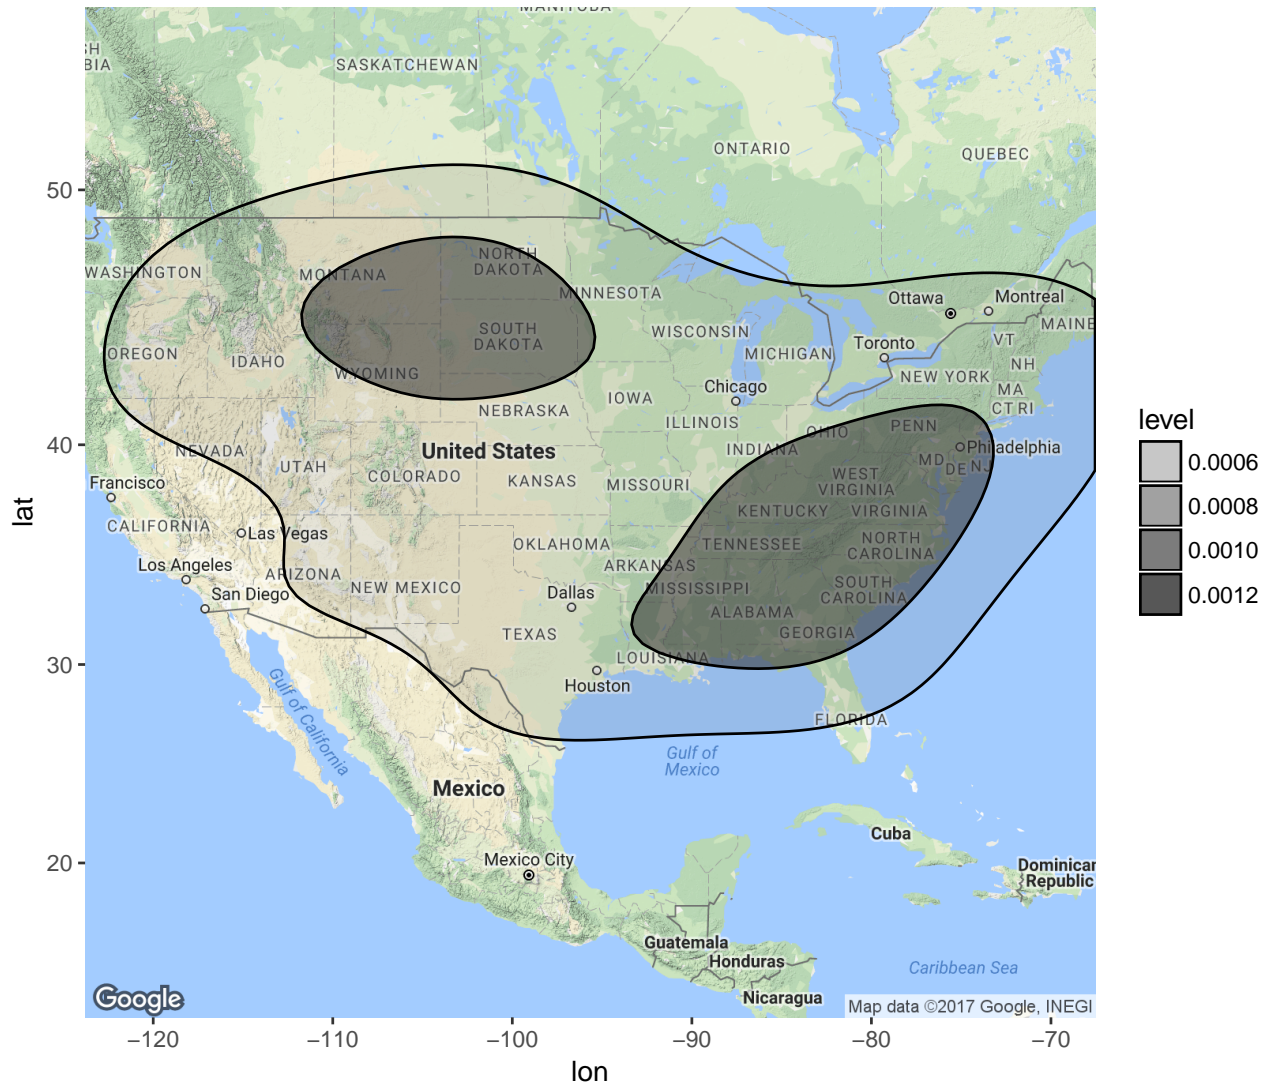 MANITOBA
SH
BIA
SASKATCHEWAN
ONTARIO
QUEBEC
50
WASHINGTON
MONTANA
NORTH
DAKOTA
MINNESOTA
Ottawa
Montreal
MAINE
OREGON
IDAHO
SOUTH
DAKOTA
WISCONSIN
MICHIGAN
Toronto
VT
NH
WYOMING
NEW YORK
MA
CT RI
Chicago
NEBRASKA
IOWA
ILLINOIS
OHIO
PENN
level
40
NEVADA
United States
INDIANA
Philadelphia
MD
DE
NJ
0.0006
UTAH
COLORADO
KANSAS
MISSOURI
WEST
VIRGINIA
Francisco
lat
CALIFORNIA
Las Vegas
KENTUCKY
VIRGINIA
0.0008
OKLAHOMA
TENNESSEE
NORTH
CAROLINA
0.0010
Los Angeles
ARIZONA
NEW MEXICO
ARKANSAS
San Diego
Dallas
MISSISSIPPI
SOUTH
CAROLINA
0.0012
ALABAMA
TEXAS
GEORGIA
30
LOUISIANA
Houston
Gulf of California
FLORIDA
Gulf of
Mexico
Mexico
Cuba
20
Mexico City
Dominican
Republic
Guatemala
Honduras
Caribbean Sea
Nicaragua
Google
Map data ©2017 Google, INEGI
−120
−110
−100
−90
−80
−70
lon